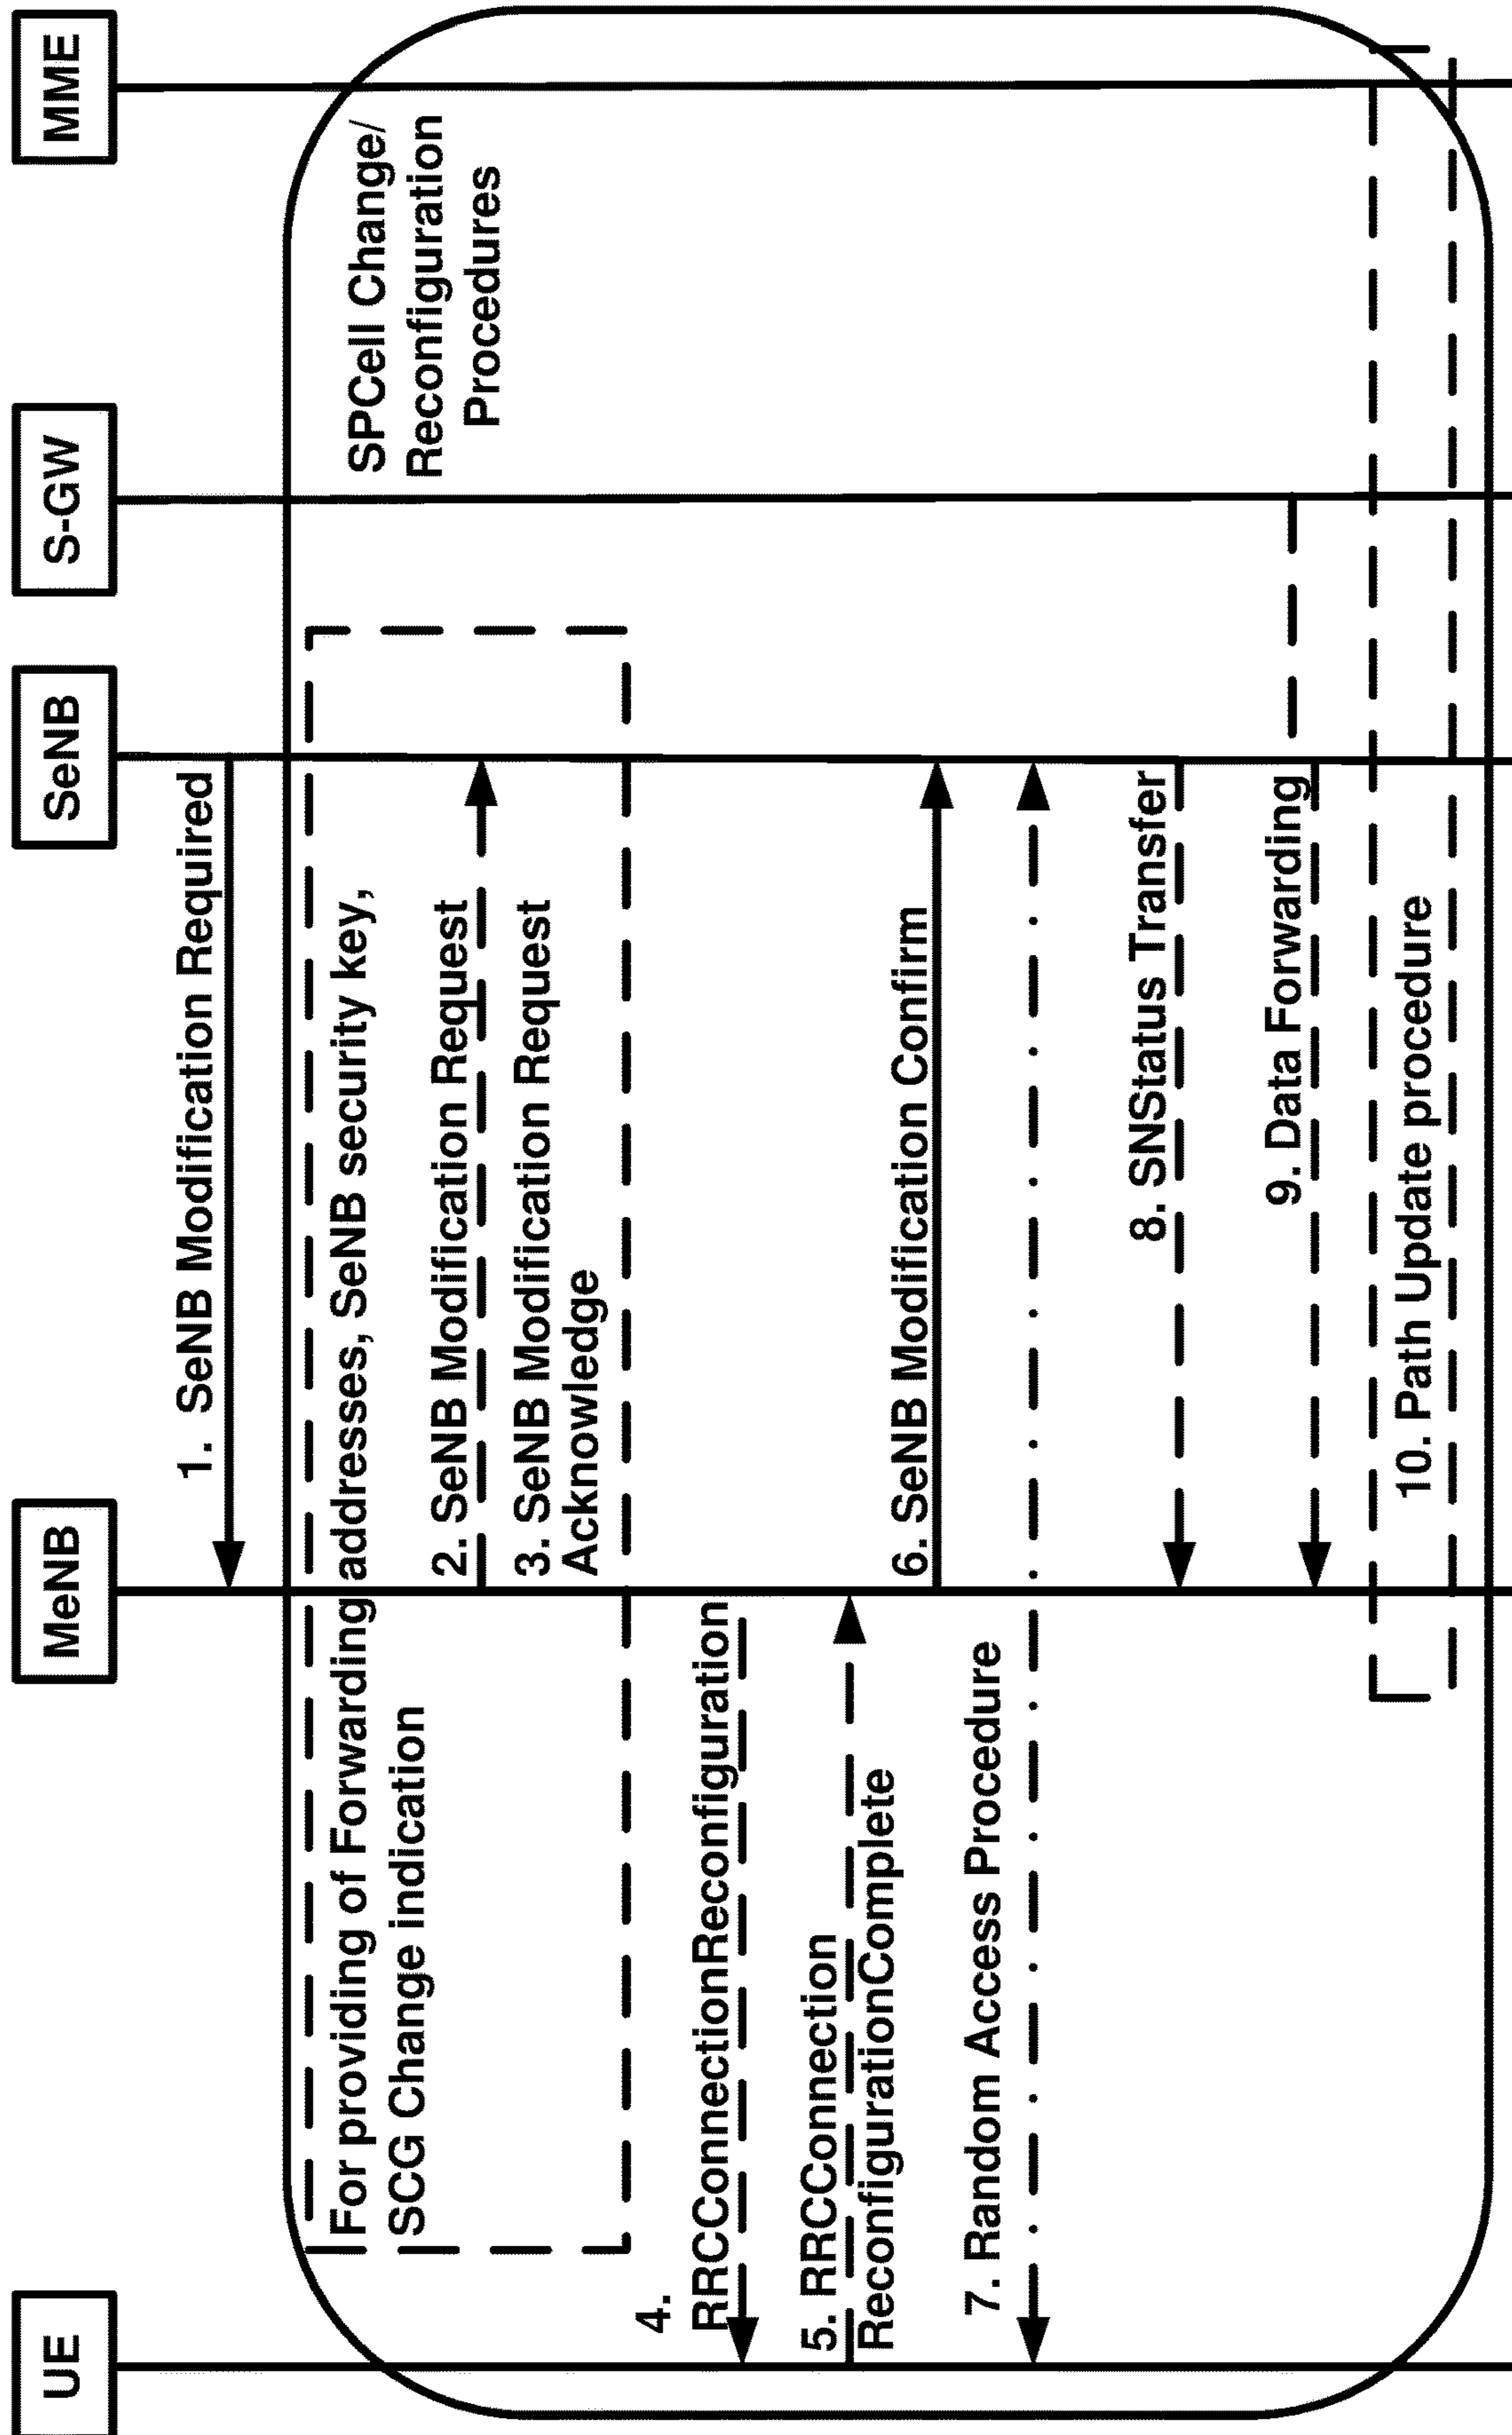 UE
MeNB
SeNB
S-GW
MME
1. SeNB Modification Required
For providing of Forwarding addresses, SeNB security key,
SCG Change indication
SPCell Change/
Reconfiguration
Procedures
2. SeNB Modification Request
3. SeNB Modification Request
Acknowledge
4.
RRCConnectionReconfiguration
5. RRCConnection
ReconfigurationComplete
6. SeNB Modification Confirm
7. Random Access Procedure
8. SNStatus Transfer
9. Data Forwarding
10. Path Update procedure